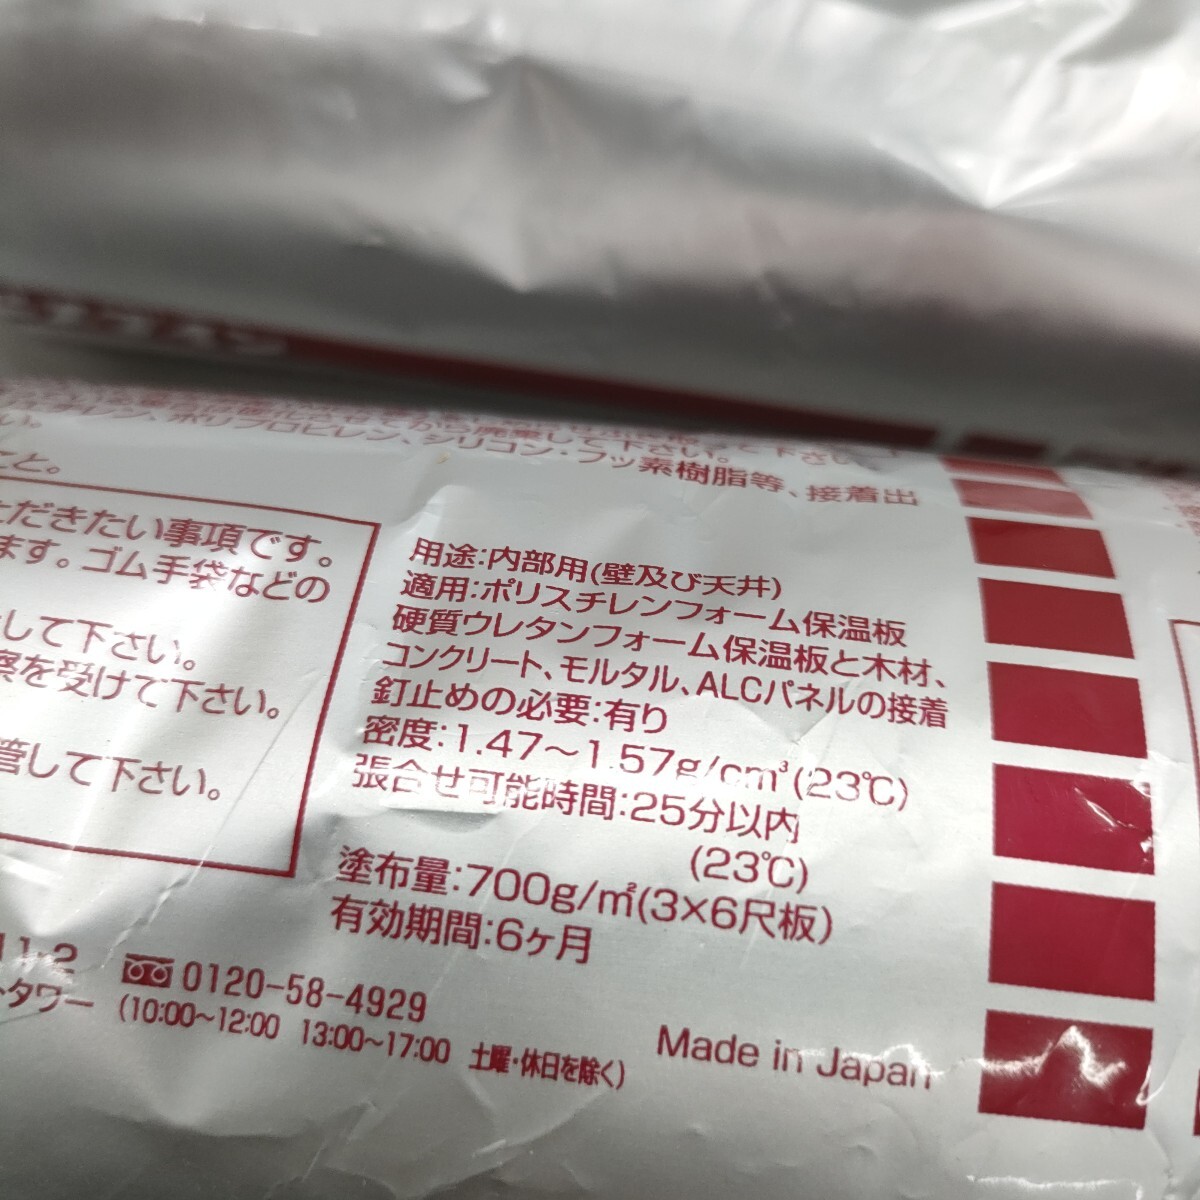 ポリプロピレン、シリコン・フッ素樹脂等、接着出
こと。
ただきたい事項です。
ます。ゴム手袋などの
して下さい。
察を受けて下さい。
管して下さい。
用途:内部用(壁及び天井)
適用:ポリスチレンフォーム保温板
硬質ウレタンフォーム保温板と木材、
コンクリート、モルタル、ALCパネルの接着
釘止めの必要:有り
密度:1.47～1.57g/cm³(23℃)
張合せ可能時間:25分以内
(23℃)
塗布量:700g/㎡(3×6尺板)
有効期間:6ヶ月
11-2
タワー
0120-58-4929
(10:00～12:00 13:00～17:00 土曜・休日を除く)
Made in Japan